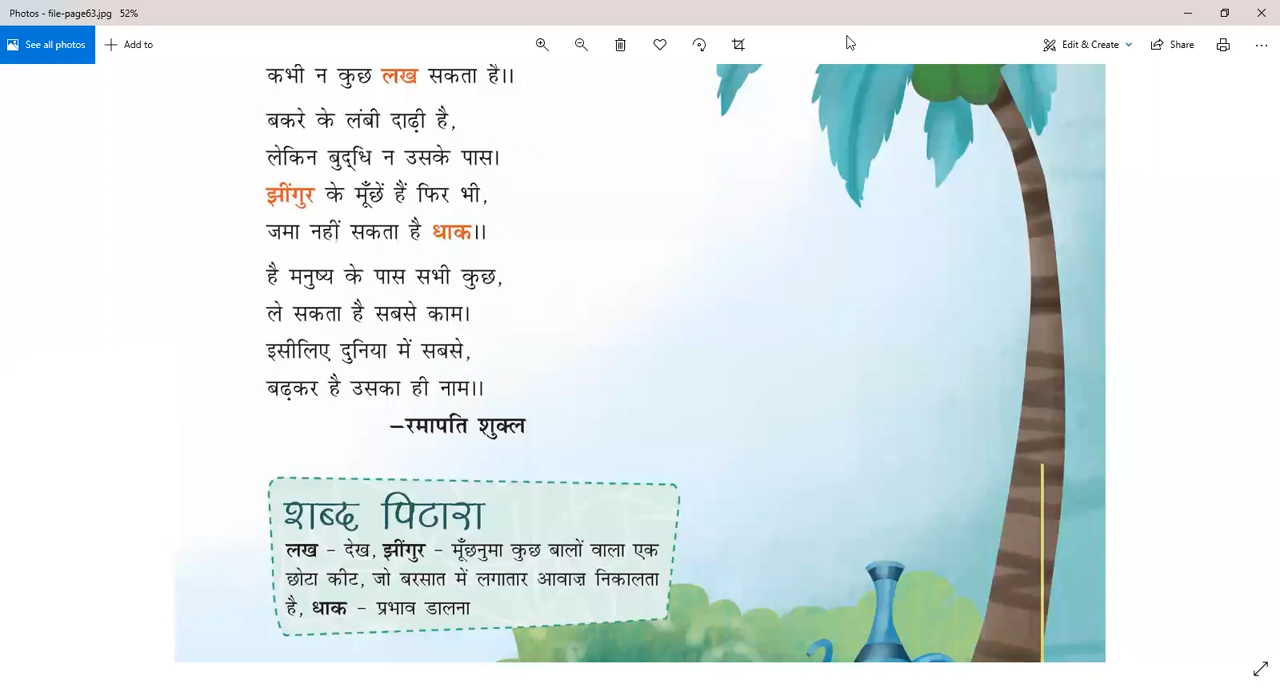 Photos - file-page63.jpg 52%
See all photos
Add to
Edit & Create
Share
कभी न कुछ लख सकता है।।
बकरे के लंबी दाढ़ी है,
लेकिन बुद्‌धि न उसके पास।
झींगुर के मूँछें हैं फिर भी,
जमा नहीं सकता है धाक।।
है मनुष्य के पास सभी कुछ,
ले सकता है सबसे काम।
इसीलिए दुनिया में सबसे,
बढ़कर है उसका ही नाम।।
–रमापति शुक्ल
शब्द पिटारा
लख – देख, झींगुर – मूँछनुमा कुछ बालों वाला एक
छोटा कीट, जो बरसात में लगातार आवाज़ निकालता
है, धाक – प्रभाव डालना